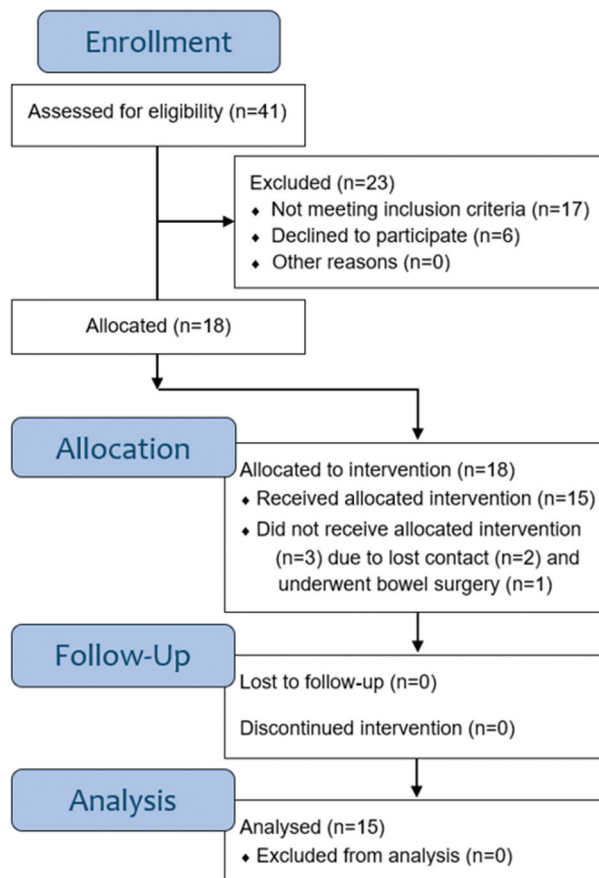 Enrollment
Assessed for eligibility (n=41)
Excluded (n=23)
♦ Not meeting inclusion criteria (n=17)
♦ Declined to participate (n=6)
♦ Other reasons (n=0)
Allocated (n=18)
Allocation
Allocated to intervention (n=18)
♦ Received allocated intervention (n=15)
♦ Did not receive allocated intervention
(n=3) due to lost contact (n=2) and
underwent bowel surgery (n=1)
Follow-Up
Lost to follow-up (n=0)
Discontinued intervention (n=0)
Analysis
Analysed (n=15)
♦ Excluded from analysis (n=0)